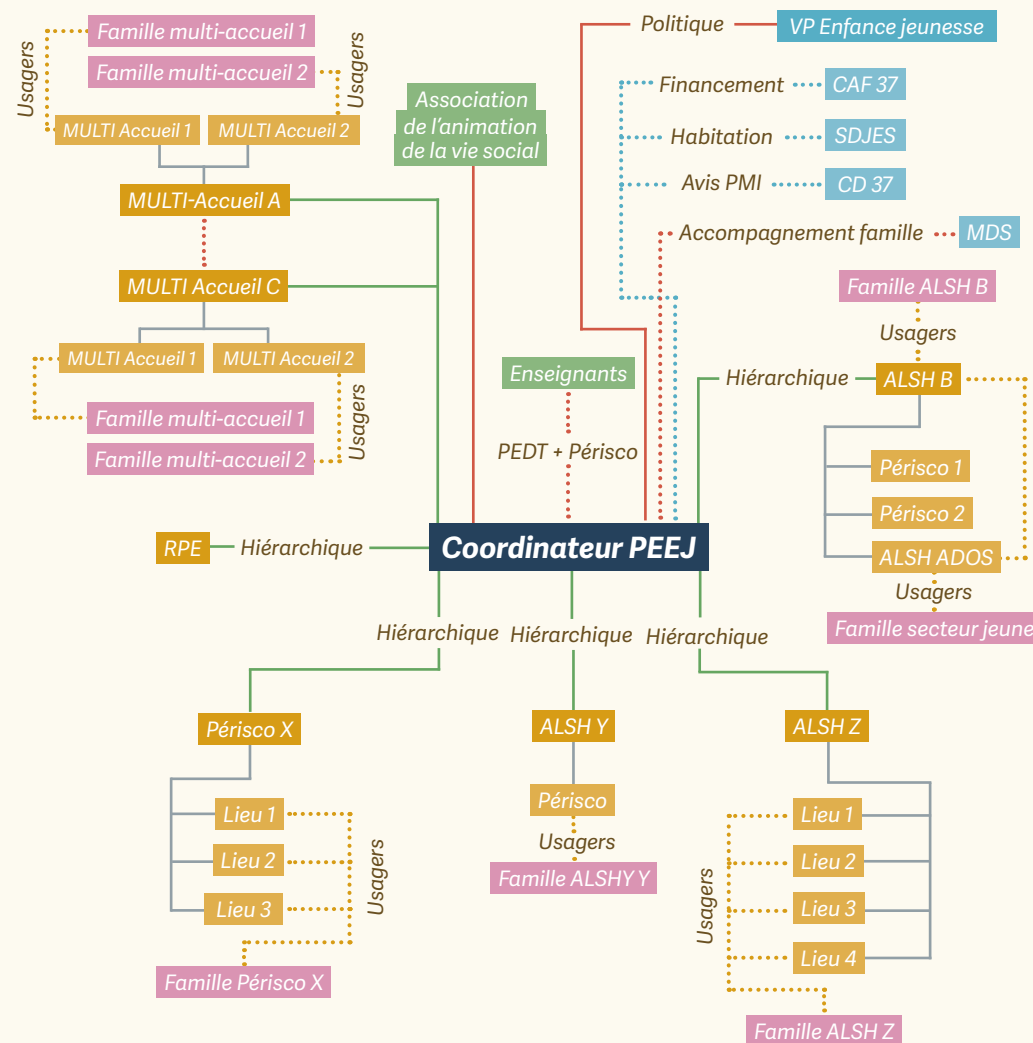 Famille multi-accueil 1
Famille multi-accueil 2
Usagers
Usagers
MULTI Accueil 1
MULTI Accueil 2
MULTI-Accueil A
MULTI Accueil C
MULTI Accueil 1
MULTI Accueil 2
Famille multi-accueil 1
Famille multi-accueil 2
Usagers
Association
de l'animation
de la vie social
Politique
VP Enfance jeunesse
Financement
CAF 37
Habitation
SDJES
Avis PMI
CD 37
Accompagnement famille
MDS
Famille ALSH B
Usagers
Hiérarchique
ALSH B
Enseignants
PEDT + Périsco
Périsco 1
Périsco 2
ALSH ADOS
Usagers
Famille secteur jeune
RPE
Hiérarchique
Coordinateur PEEJ
Hiérarchique
Hiérarchique
Hiérarchique
Périsco X
Lieu 1
Lieu 2
Lieu 3
Usagers
Famille Périsco X
ALSH Y
Périsco
Usagers
Famille ALSHY Y
ALSH Z
Lieu 1
Lieu 2
Lieu 3
Lieu 4
Usagers
Famille ALSH Z